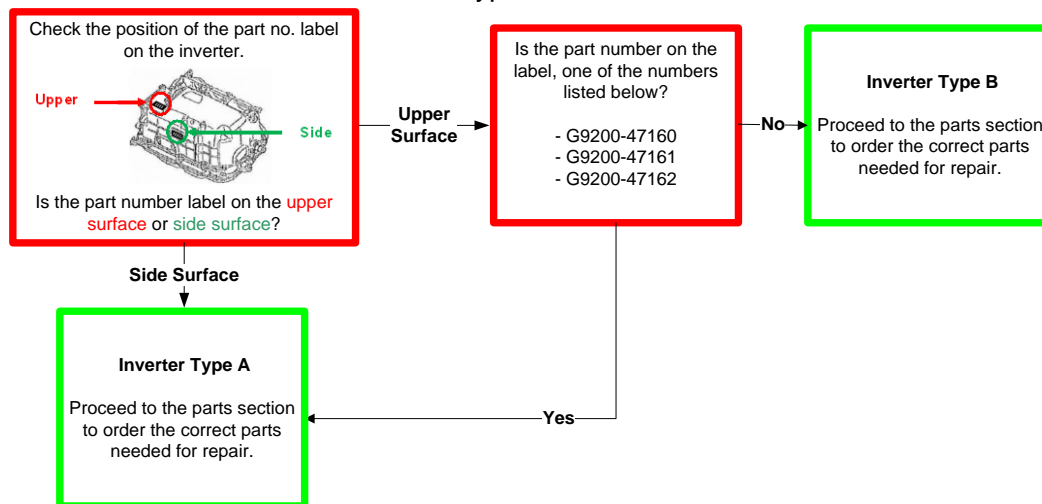 Check the position of the part no. label
on the inverter.
Upper
Side
Is the part number label on the upper
surface or side surface?
Upper
Surface
Is the part number on the
label, one of the numbers
listed below?
- G9200-47160
- G9200-47161
- G9200-47162
No
Inverter Type B
Proceed to the parts section
to order the correct parts
needed for repair.
Side Surface
Inverter Type A
Proceed to the parts section
to order the correct parts
needed for repair.
Yes